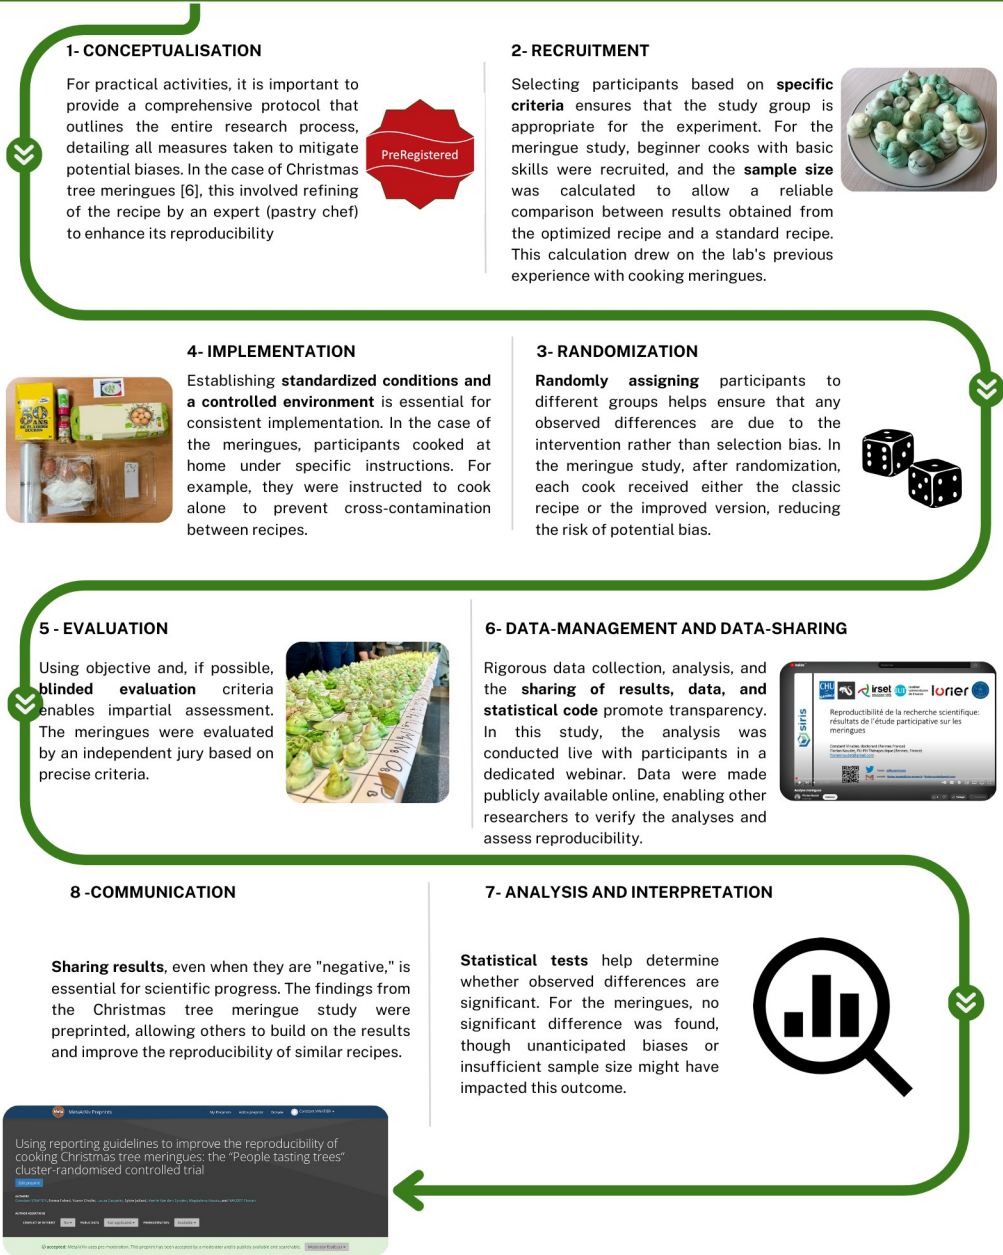 1- CONCEPTUALISATION
For practical activities, it is important to
provide a comprehensive protocol that
outlines the entire research process,
detailing all measures taken to mitigate
potential biases. In the case of Christmas
tree meringues [6], this involved refining
of the recipe by an expert (pastry chef)
to enhance its reproducibility
PreRegistered
2- RECRUITMENT
Selecting participants based on specific
criteria ensures that the study group is
appropriate for the experiment. For the
meringue study, beginner cooks with basic
skills were recruited, and the sample size
was calculated to allow a reliable
comparison between results obtained from
the optimized recipe and a standard recipe.
This calculation drew on the lab's previous
experience with cooking meringues.
3- RANDOMIZATION
Randomly assigning participants to
different groups helps ensure that any
observed differences are due to the
intervention rather than selection bias. In
the meringue study, after randomization,
each cook received either the classic
recipe or the improved version, reducing
the risk of potential bias.
4- IMPLEMENTATION
Establishing standardized conditions and
a controlled environment is essential for
consistent implementation. In the case of
the meringues, participants cooked at
home under specific instructions. For
example, they were instructed to cook
alone to prevent cross-contamination
between recipes.
50
ANS
5 - EVALUATION
Using objective and, if possible,
blinded evaluation criteria
enables impartial assessment.
The meringues were evaluated
by an independent jury based on
precise criteria.
6- DATA-MANAGEMENT AND DATA-SHARING
Rigorous data collection, analysis, and
the sharing of results, data, and
statistical code promote transparency.
In this study, the analysis was
conducted live with participants in a
dedicated webinar. Data were made
publicly available online, enabling other
researchers to verify the analyses and
assess reproducibility.
CHU
irset
lorier
siris
Reproductibilité de la recherche scientifique:
résultats de l'étude participative sur les
meringues
7- ANALYSIS AND INTERPRETATION
Statistical tests help determine
whether observed differences are
significant. For the meringues, no
significant difference was found,
though unanticipated biases or
insufficient sample size might have
impacted this outcome.
8 -COMMUNICATION
Sharing results, even when they are "negative," is
essential for scientific progress. The findings from
the Christmas tree meringue study were
preprinted, allowing others to build on the results
and improve the reproducibility of similar recipes.
MetaArXiv Preprints
My Preprints Add a preprint Donate
Using reporting guidelines to improve the reproducibility of
cooking Christmas tree meringues: the "People tasting trees"
cluster-randomised controlled trial